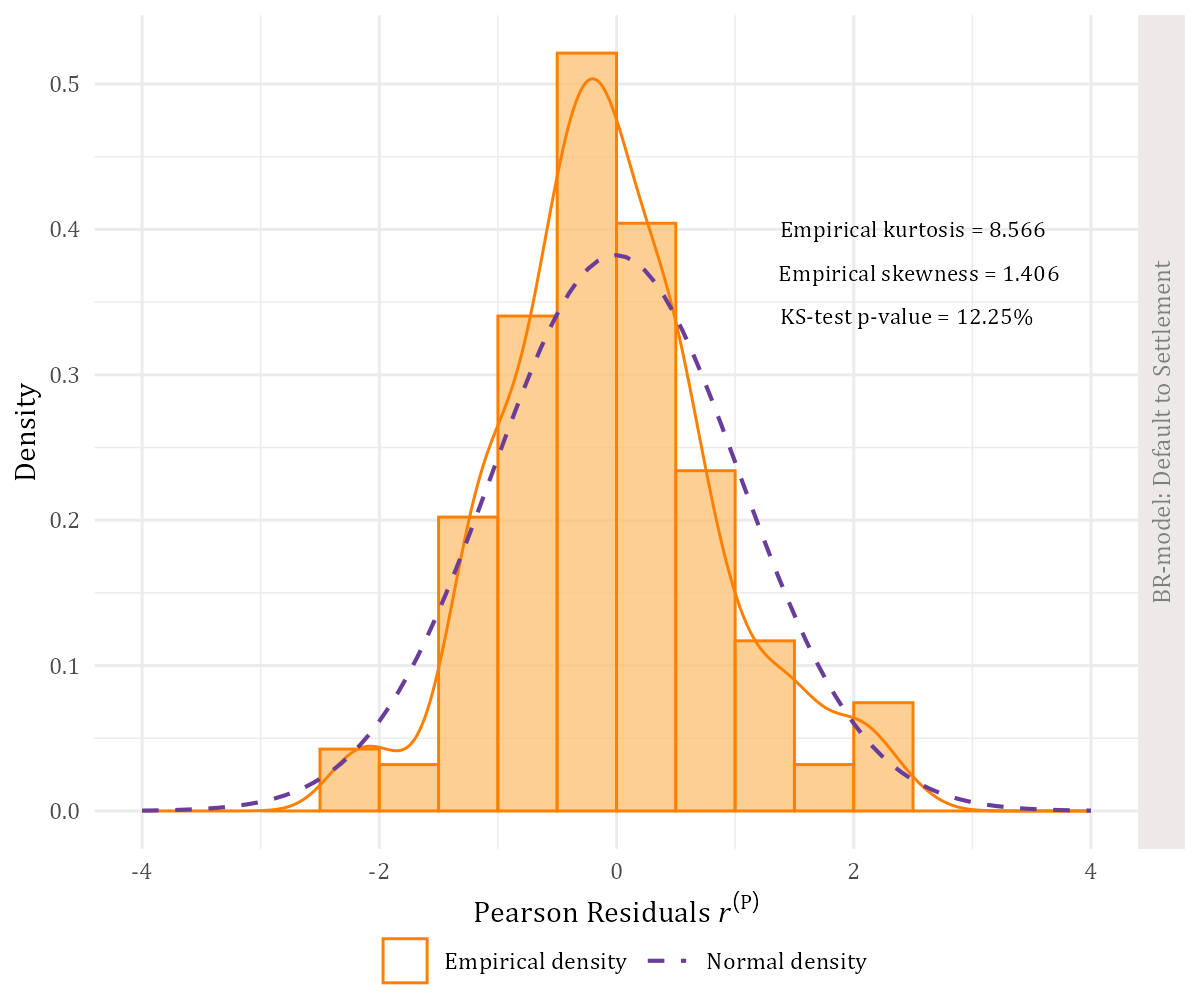 0.5
0.4
0.3
0.2
0.1
0.0
Density
Empirical kurtosis = 8.566
Empirical skewness = 1.406
KS-test p-value = 12.25%
BR-model: Default to Settlement
-4 -2 0 2 4
Pearson Residuals r(P)
Empirical density Normal density